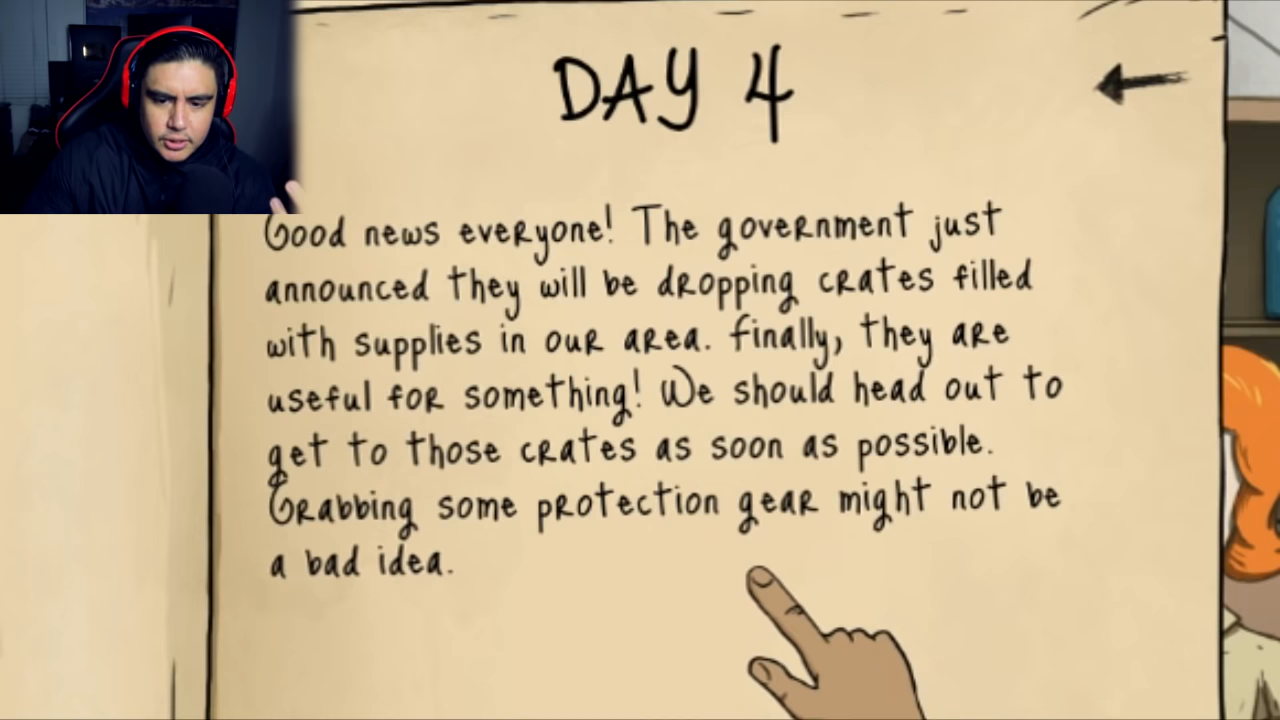 DAY 4
Good news everyone! The government just
announced they will be dropping crates filled
with supplies in our area. Finally, they are
useful for something! We should head out to
get to those crates as soon as possible.
Grabbing some protection gear might not be
a bad idea.